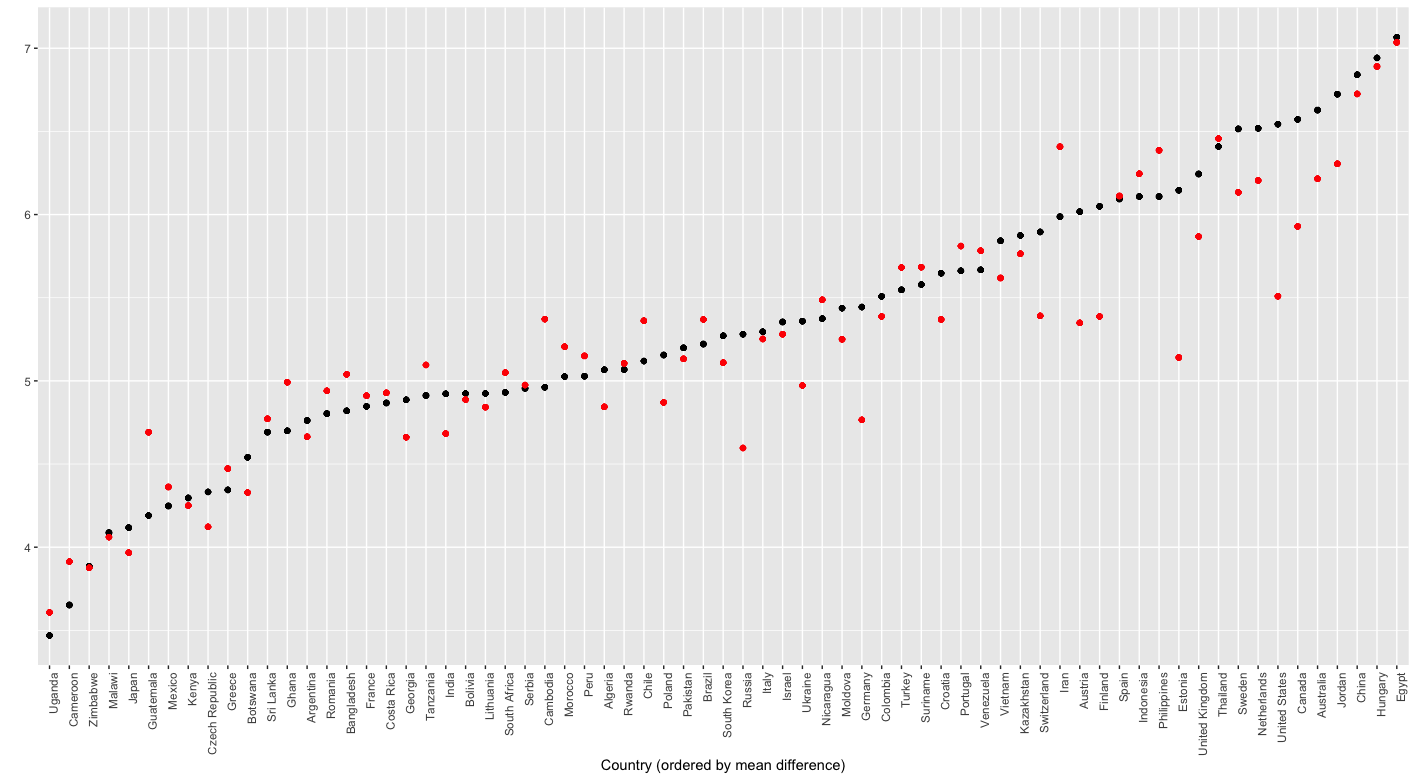 7
6
5
4
Uganda
Cameroon
Zimbabwe
Malawi
Japan
Guatemala
Mexico
Kenya
Czech Republic
Greece
Botswana
Sri Lanka
Ghana
Argentina
Romania
Bangladesh
France
Costa Rica
Georgia
Tanzania
India
Bolivia
Lithuania
South Africa
Serbia
Cambodia
Morocco
Peru
Algeria
Rwanda
Chile
Poland
Pakistan
Brazil
South Korea
Russia
Italy
Israel
Ukraine
Nicaragua
Moldova
Germany
Colombia
Turkey
Suriname
Croatia
Portugal
Venezuela
Vietnam
Kazakhstan
Switzerland
Iran
Austria
Finland
Spain
Indonesia
Philippines
Estonia
United Kingdom
Thailand
Sweden
Netherlands
United States
Canada
Australia
Jordan
China
Hungary
Egypt
Country (ordered by mean difference)